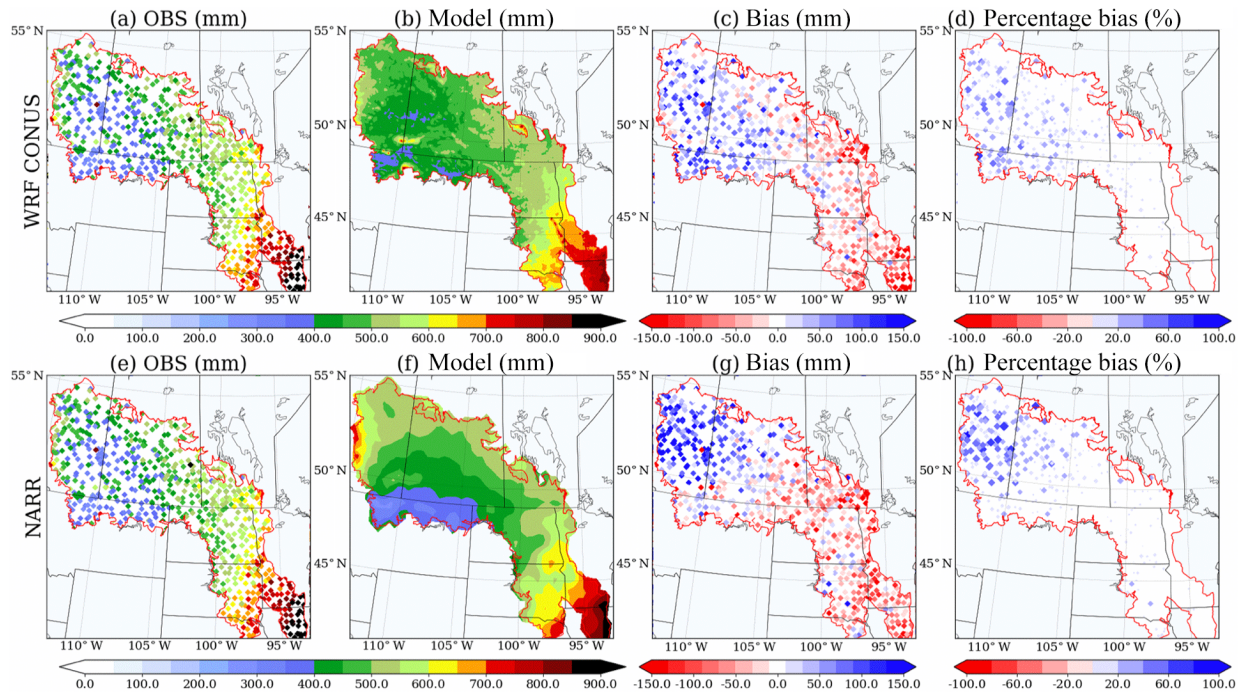 (a) OBS (mm) (b) Model (mm) (c) Bias (mm) (d) Percentage bias (%)
55° N 55° N 55° N 55° N
WRF CONUS
50° N 50° N 50° N 50° N
45° N 45° N 45° N 45° N
110° W 105° W 100° W 95° W 110° W 105° W 100° W 95° W 110° W 105° W 100° W 95° W 110° W 105° W 100° W 95° W
0.0 100.0 200.0 300.0 400.0 500.0 600.0 700.0 800.0 900.0 -150.0 -100.0 -50.0 0.0 50.0 100.0 150.0 -100.0 -60.0 -20.0 20.0 60.0 100.0
(e) OBS (mm) (f) Model (mm) (g) Bias (mm) (h) Percentage bias (%)
55° N 55° N 55° N 55° N
NARR
50° N 50° N 50° N 50° N
45° N 45° N 45° N 45° N
110° W 105° W 100° W 95° W 110° W 105° W 100° W 95° W 110° W 105° W 100° W 95° W 110° W 105° W 100° W 95° W
0.0 100.0 200.0 300.0 400.0 500.0 600.0 700.0 800.0 900.0 -150.0 -100.0 -50.0 0.0 50.0 100.0 150.0 -100.0 -60.0 -20.0 20.0 60.0 100.0